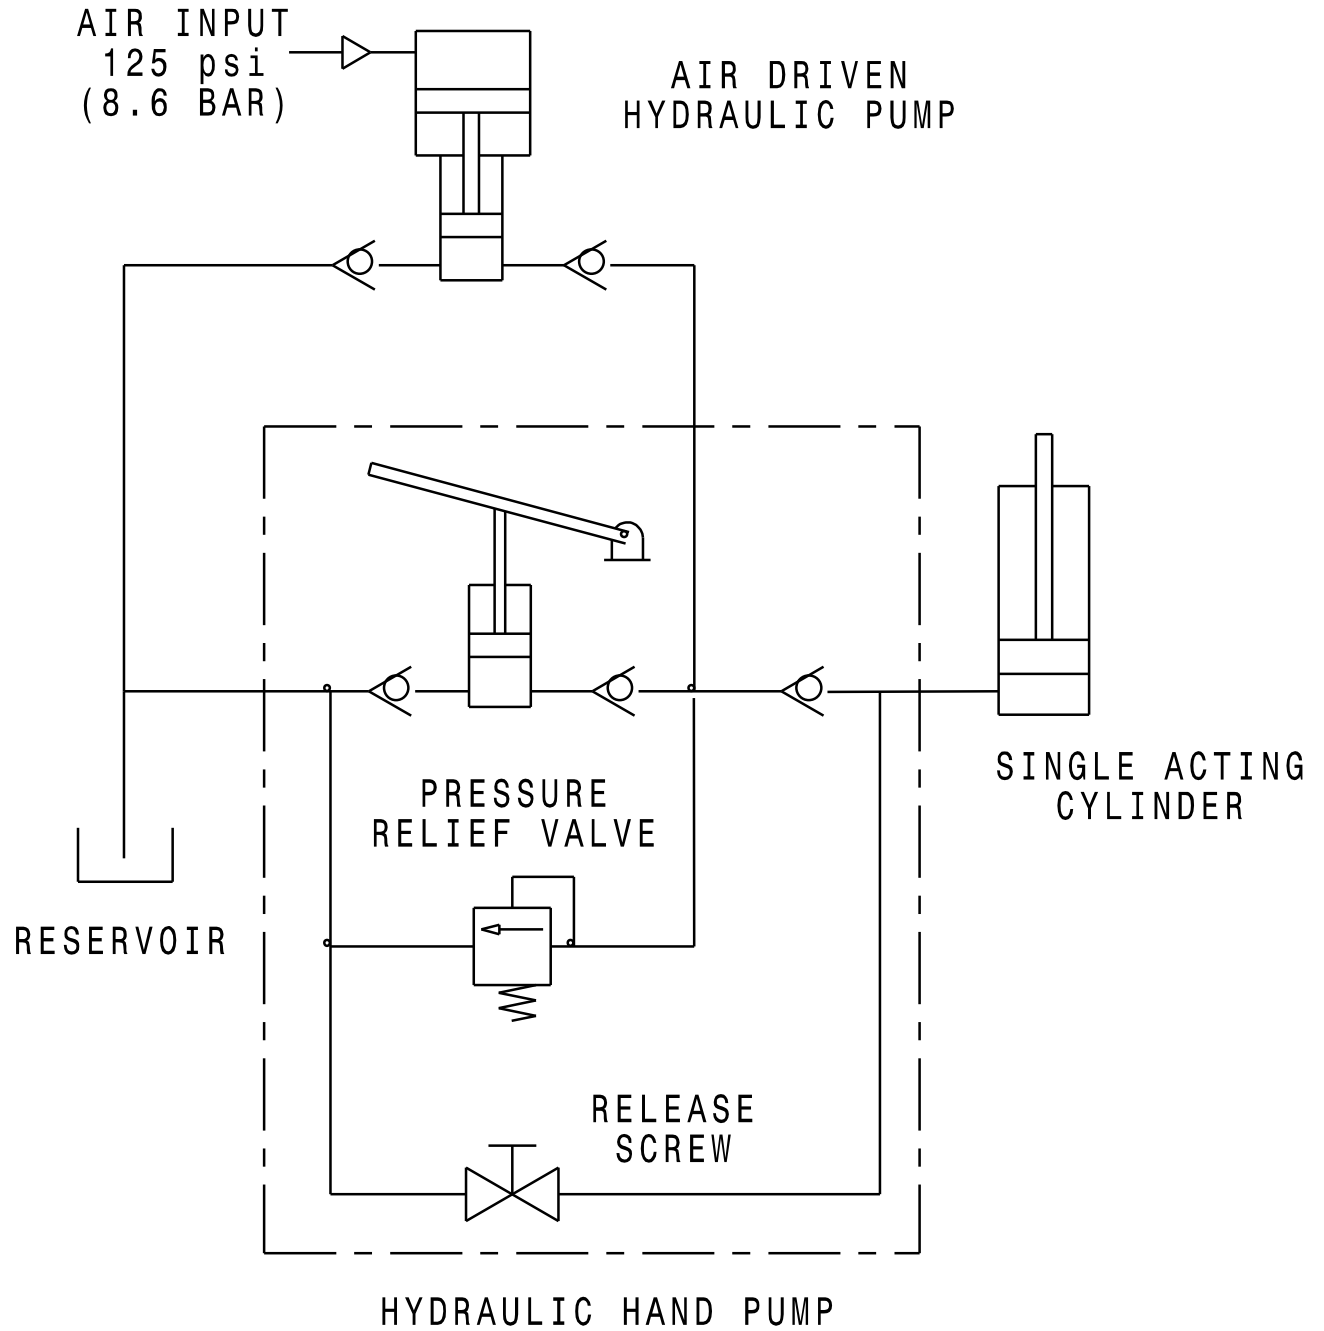 AIR INPUT
125 psi
(8.6 BAR)
AIR DRIVEN
HYDRAULIC PUMP
PRESSURE
RELIEF VALVE
SINGLE ACTING
CYLINDER
RESERVOIR
RELEASE
SCREW
HYDRAULIC HAND PUMP